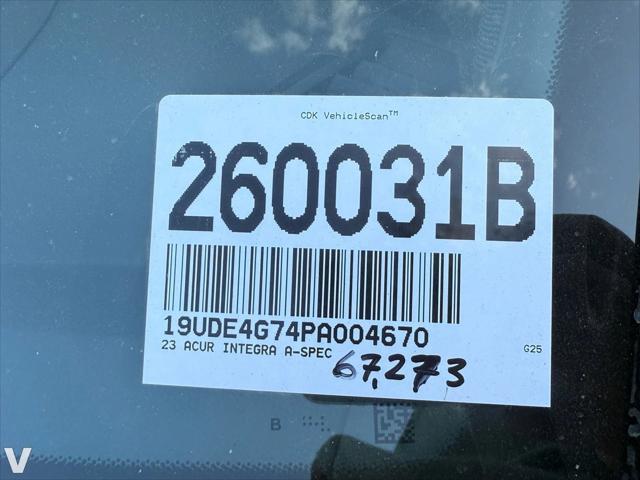 CDK VehicleScan™
260031B
19UDE4G74PA004670
23 ACUR INTEGRA A-SPEC
G25
67,273
B
V